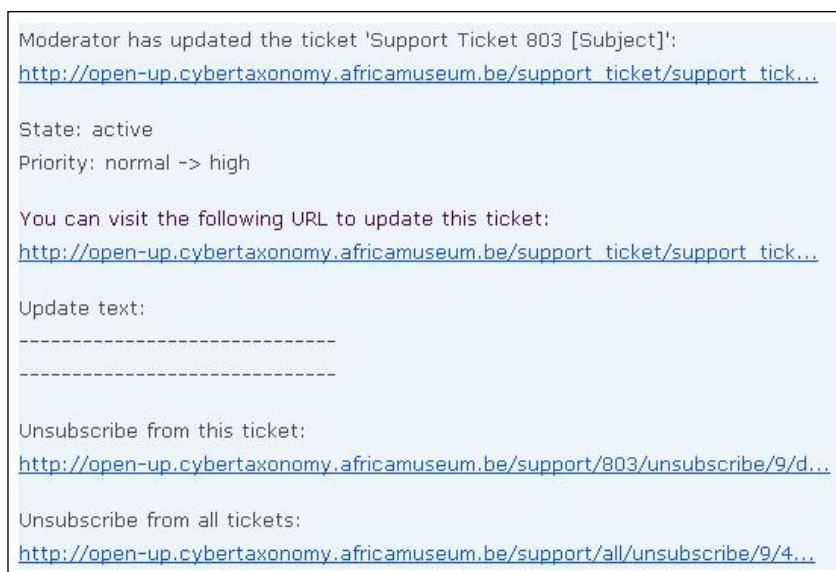 Moderator has updated the ticket 'Support Ticket 803 [Subject]':
http://open-up.cybertaxonomy.africamuseum.be/support_ticket/support_tick...
State: active
Priority: normal -> high
You can visit the following URL to update this ticket:
http://open-up.cybertaxonomy.africamuseum.be/support_ticket/support_tick...
Update text:
------------------------------
------------------------------
Unsubscribe from this ticket:
http://open-up.cybertaxonomy.africamuseum.be/support/803/unsubscribe/9/d...
Unsubscribe from all tickets:
http://open-up.cybertaxonomy.africamuseum.be/support/all/unsubscribe/9/4...